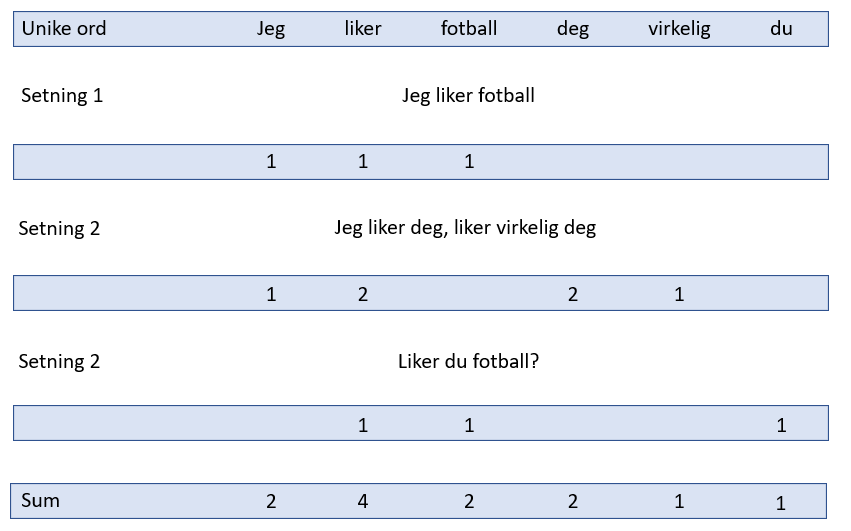 Unike ord Jeg liker fotball deg virkelig du
Setning 1 Jeg liker fotball
1 1 1
Setning 2 Jeg liker deg, liker virkelig deg
1 2 2 1
Setning 2 Liker du fotball?
1 1 1
Sum 2 4 2 2 1 1